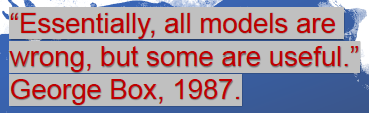 “Essentially, all models are
wrong, but some are useful.”
George Box, 1987.